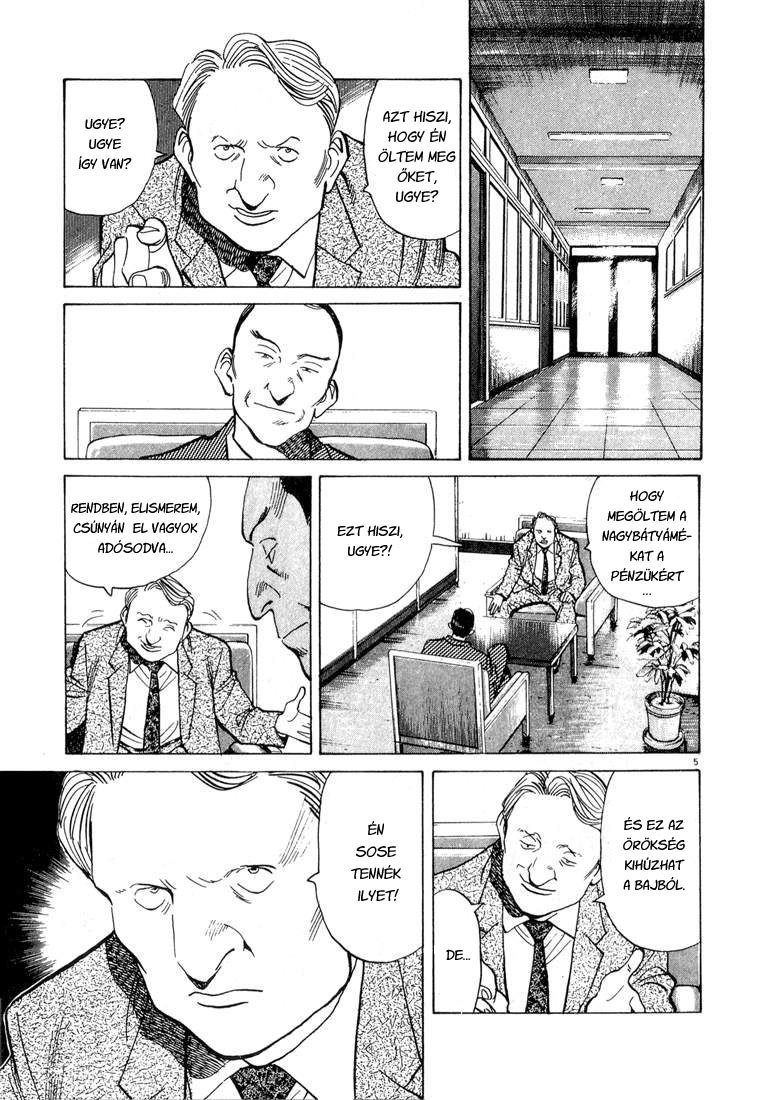 AZT HISZI,
HOGY ÉN
ÖLTEM MEG
ŐKET,
UGYE?
UGYE?
UGYE
ÍGY VAN?
HOGY
MEGÖLTEM A
NAGYBÁTYÁMÉ-
KAT A
PÉNZÜKÉRT
...
EZT HISZI,
UGYE?!
RENDBEN, ELISMEREM,
CSÚNYÁN EL VAGYOK
ADÓSODVA...
5
ÉS EZ AZ
ÖRÖKSÉG
KIHÚZHAT
A BAJBÓL.
DE...
ÉN
SOSE
TENNÉK
ILYET!